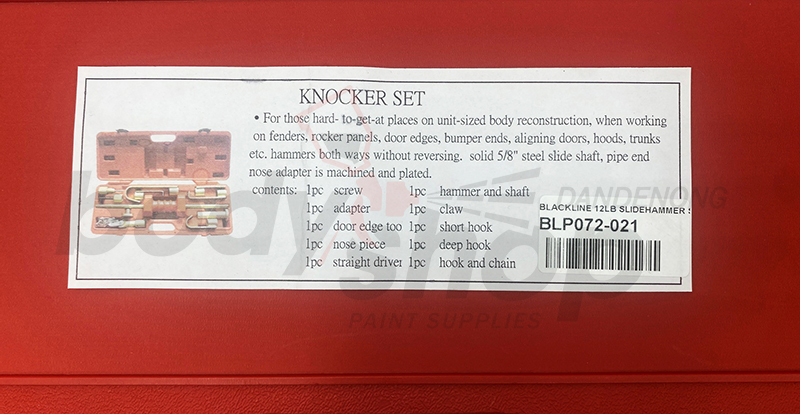 KNOCKER SET
• For those hard- to-get-at places on unit-sized body reconstruction, when working
on fenders, rocker panels, door edges, bumper ends, aligning doors, hoods, trunks
etc. hammers both ways without reversing. solid 5/8" steel slide shaft, pipe end
nose adapter is machined and plated.
contents: 1pc screw 1pc hammer and shaft
1pc adapter 1pc claw
1pc door edge too 1pc short hook
1pc nose piece 1pc deep hook
1pc straight driver 1pc hook and chain
BLACKLINE 12LB SLIDEHAMMER S
BLP072-021
body shop
DANDENONG
PAINT SUPPLIES